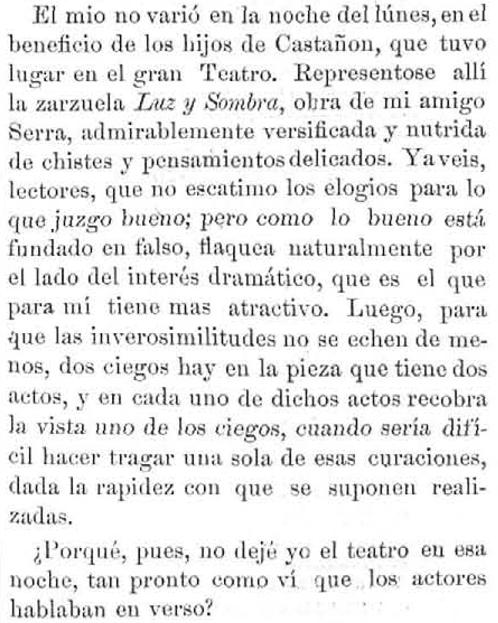 El mio no varió en la noche del lúnes, en el
beneficio de los hijos de Castañon, que tuvo
lugar en el gran Teatro. Representose allí
la zarzuela Luz y Sombra, obra de mi amigo
Serra, admirablemente versificada y nutrida
de chistes y pensamientos delicados. Ya veis,
lectores, que no escatimo los elogios para lo
que juzgo bueno; pero como lo bueno está
fundado en falso, flaquea naturalmente por
el lado del interés dramático, que es el que
para mí tiene mas atractivo. Luego, para
que las inverosimilitudes no se echen de me-
nos, dos ciegos hay en la pieza que tiene dos
actos, y en cada uno de dichos actos recobra
la vista uno de los ciegos, cuando sería difí-
cil hacer tragar una sola de esas curaciones,
dada la rapidez con que se suponen reali-
zadas.
¿Porqué, pues, no dejé yo el teatro en esa
noche, tan pronto como ví que los actores
hablaban en verso?